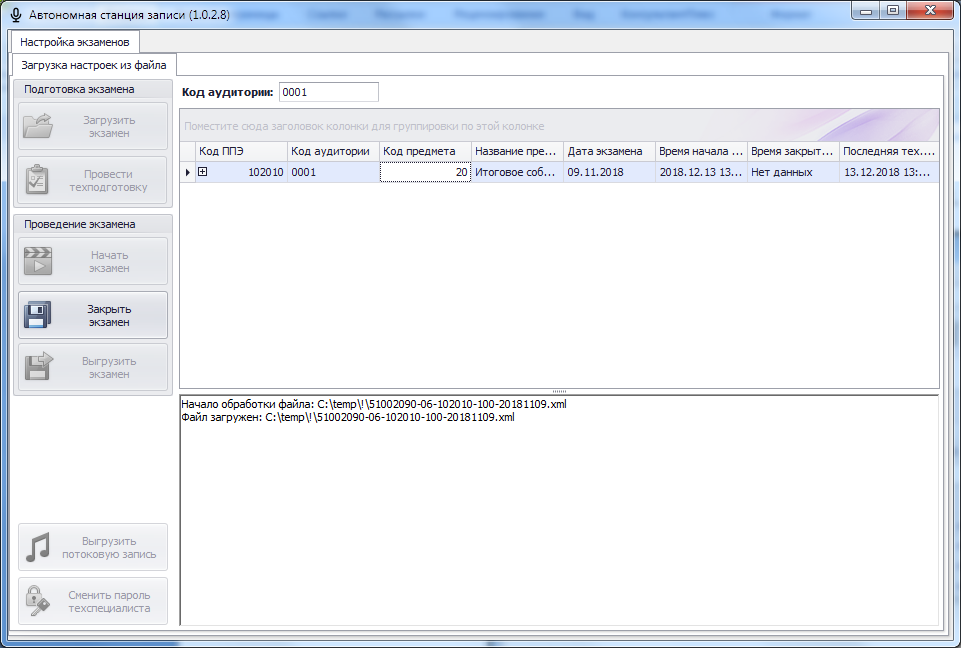 Автономная станция записи (1.0.2.8)
Настройка экзаменов
Загрузка настроек из файла
Подготовка экзамена
Загрузить
экзамен
Провести
техподготовку
Проведение экзамена
Начать
экзамен
Закрыть
экзамен
Выгрузить
экзамен
Выгрузить
потоковую запись
Сменить пароль
техспециалиста
Код аудитории: 0001
Поместите сюда заголовок колонки для группировки по этой колонке
Код ППЭ Код аудитории Код предмета Название пре... Дата экзамена Время начала ... Время закрыт... Последняя тех....
102010 0001 20 Итоговое соб... 09.11.2018 2018.12.13 13... Нет данных 13.12.2018 13:...
Начало обработки файла: C:\temp\!\51002090-06-102010-100-20181109.xml
Файл загружен: C:\temp\!\51002090-06-102010-100-20181109.xml